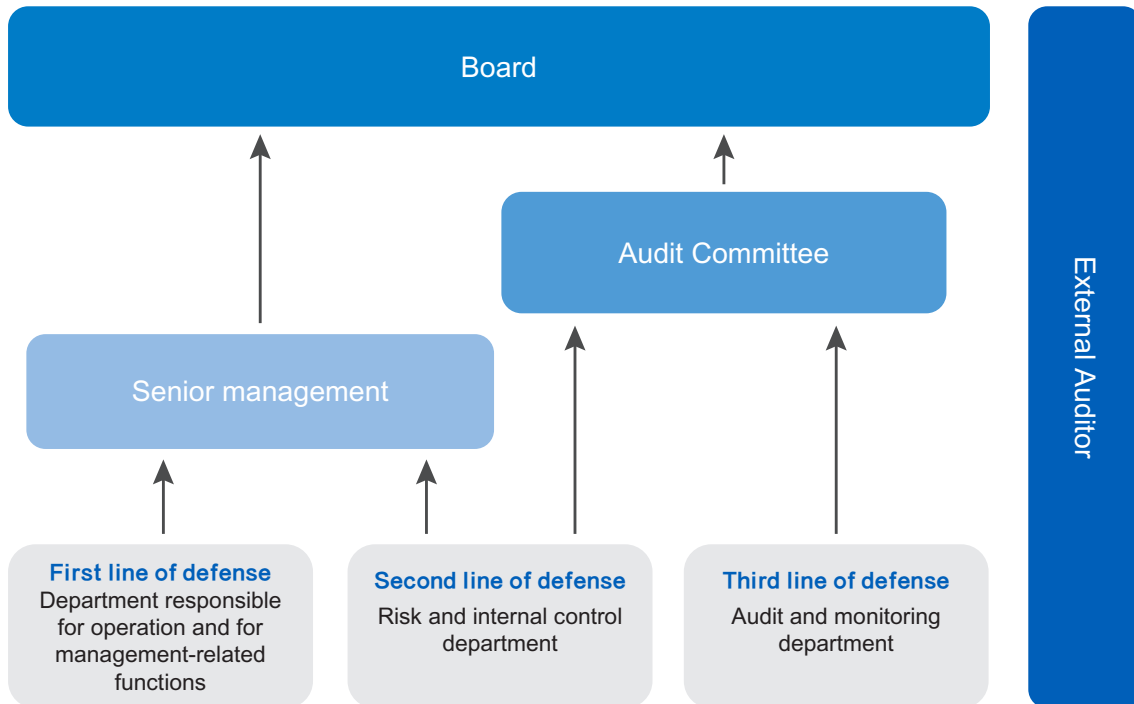 Board
Audit Committee
Senior management
First line of defense
Department responsible
for operation and for
management-related
functions
Second line of defense
Risk and internal control
department
Third line of defense
Audit and monitoring
department
External Auditor